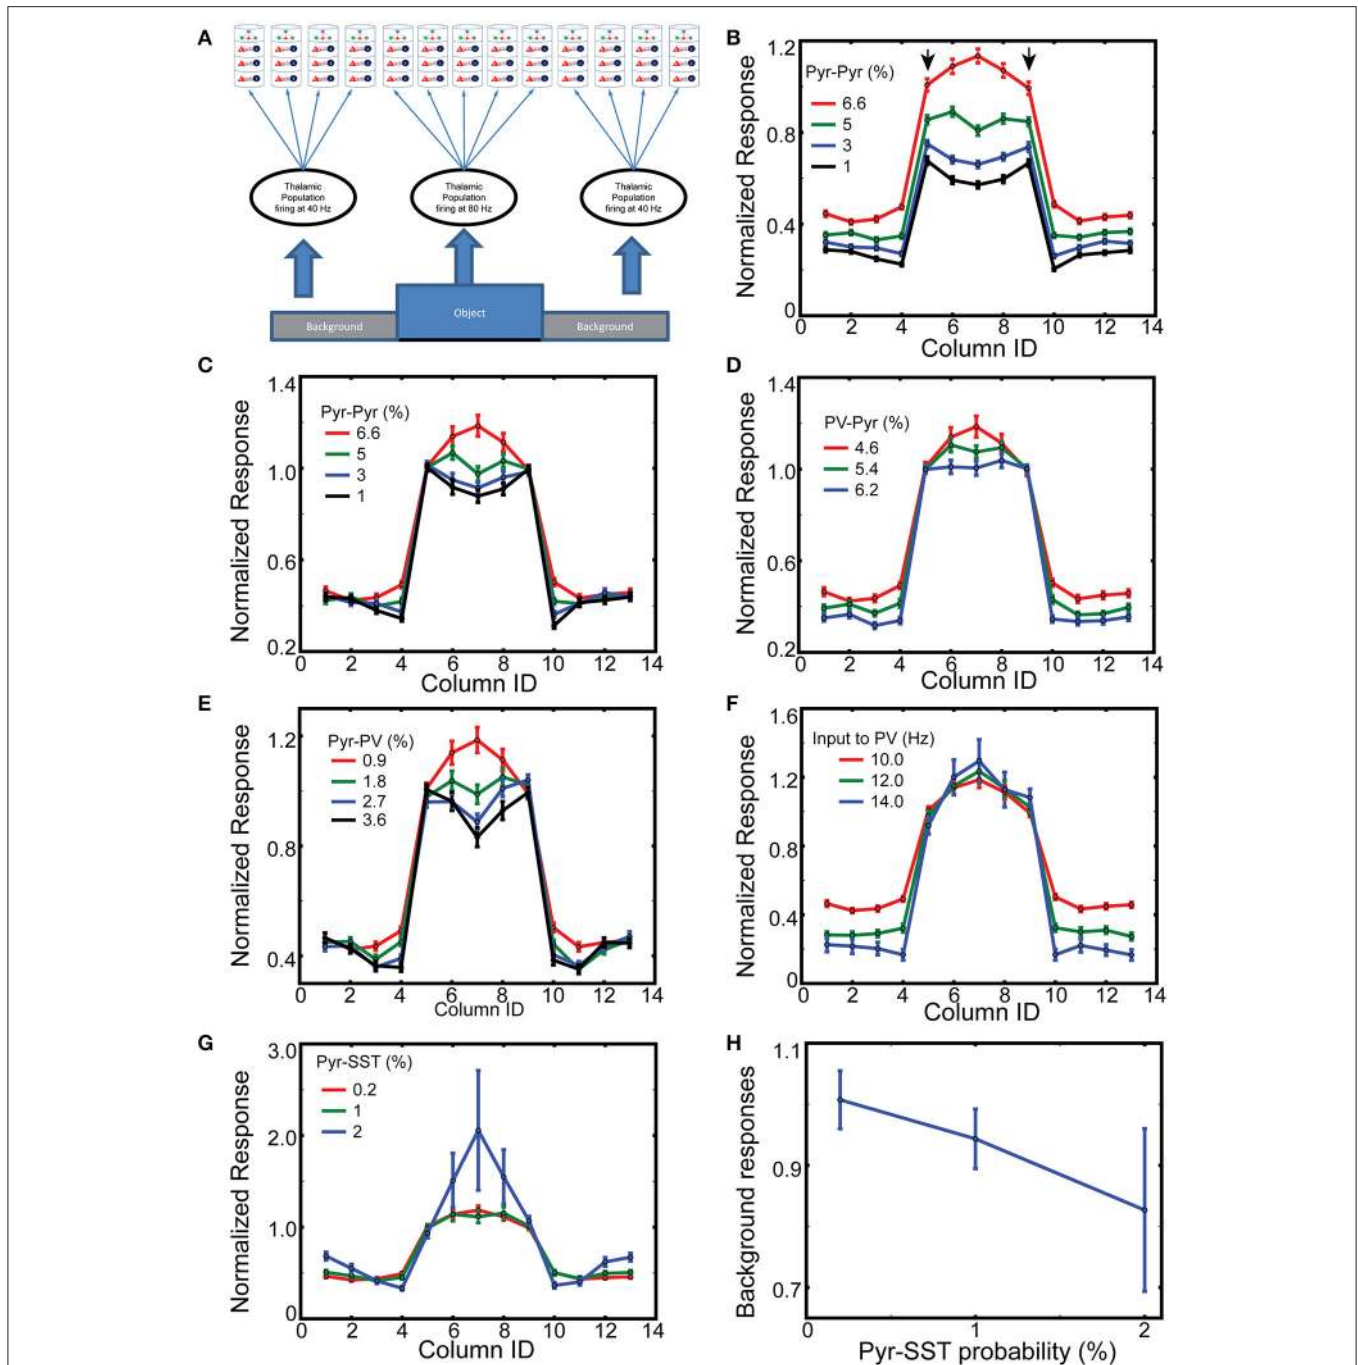 A
Thalamic
Population
firing at 40 Hz
Thalamic
Population
firing at 80 Hz
Thalamic
Population
firing at 40 Hz
Background
Object
Background
B
Pyr-Pyr (%)
6.6
5
3
1
Normalized Response
1.2
0.8
0.4
0
0 2 4 6 8 10 12 14
Column ID
C
Pyr-Pyr (%)
6.6
5
3
1
Normalized Response
1.4
1.0
0.6
0.2
0 2 4 6 8 10 12 14
Column ID
D
PV-Pyr (%)
4.6
5.4
6.2
Normalized Response
1.4
1.0
0.6
0.2
0 2 4 6 8 10 12 14
Column ID
E
Pyr-PV (%)
0.9
1.8
2.7
3.6
Normalized Response
1.2
0.8
0.4
0 2 4 6 8 10 12 14
Column ID
F
Input to PV (Hz)
10.0
12.0
14.0
Normalized Response
1.6
1.2
0.8
0.4
0
0 2 4 6 8 10 12 14
Column ID
G
Pyr-SST (%)
0.2
1
2
Normalized Response
3.0
2.0
1.0
0
0 2 4 6 8 10 12 14
Column ID
H
Background responses
1.1
0.9
0.7
0 1 2
Pyr-SST probability (%)